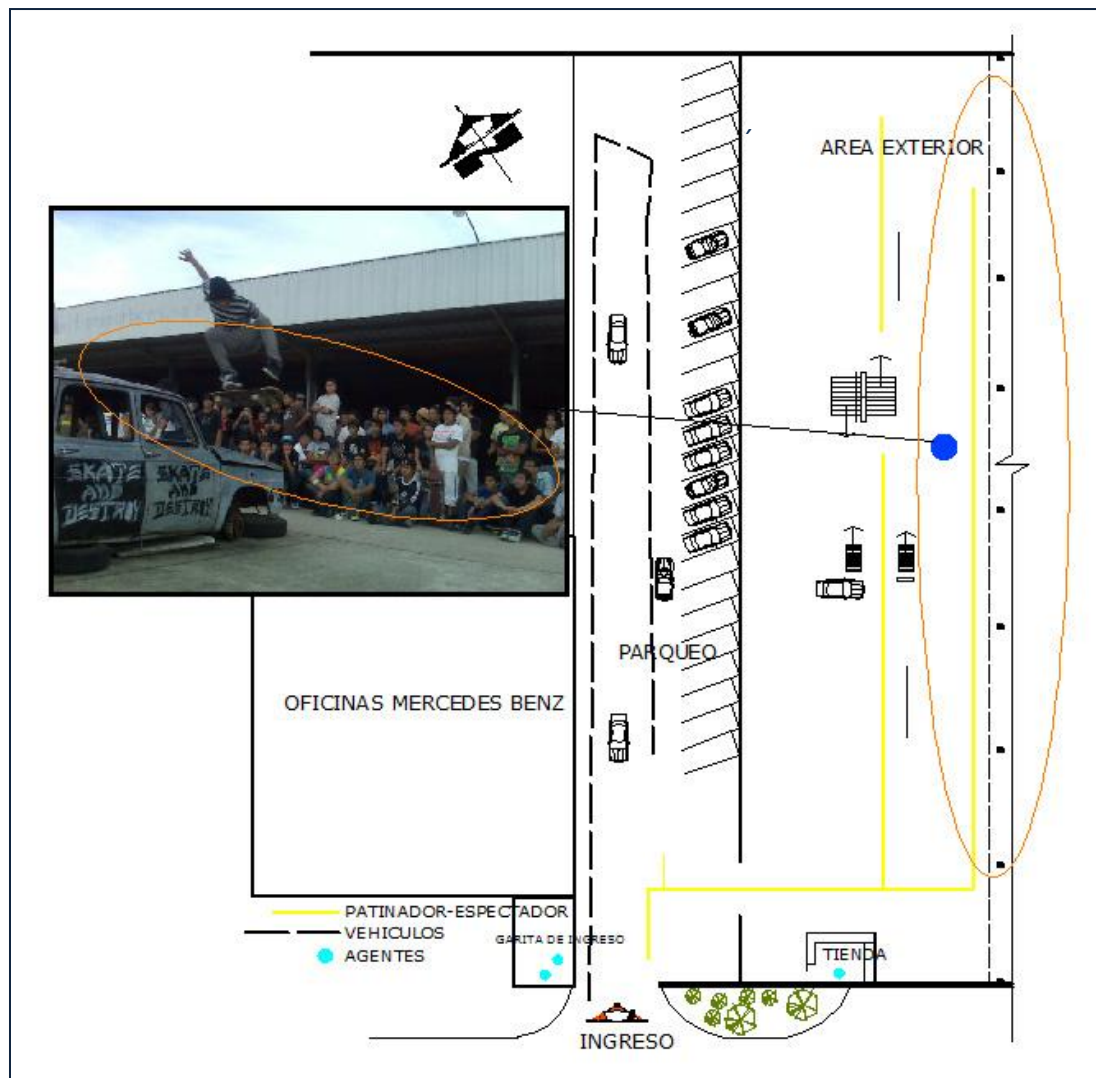 AREA EXTERIOR
SKATE
AND
DESTROY
SKATE
AND
DESTROY
PARQUEO
OFICINAS MERCEDES BENZ
PATINADOR-ESPECTADOR
VEHICULOS
GARITA DE INGRESO
AGENTES
TIENDA
INGRESO